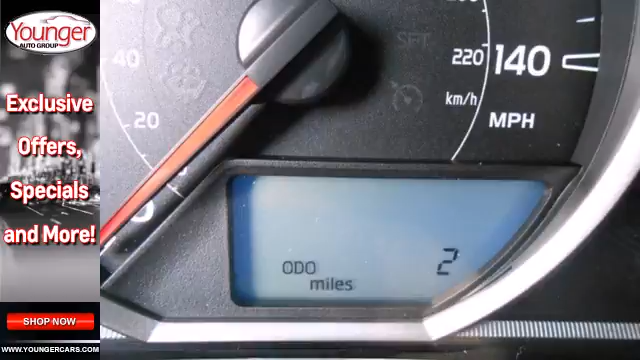 Younger
AUTO GROUP
Exclusive
Offers,
Specials
and More!
SHOP NOW
WWW.YOUNGERCARS.COM
40
20
0
SET
220
140
km/h
MPH
ODO
miles
2